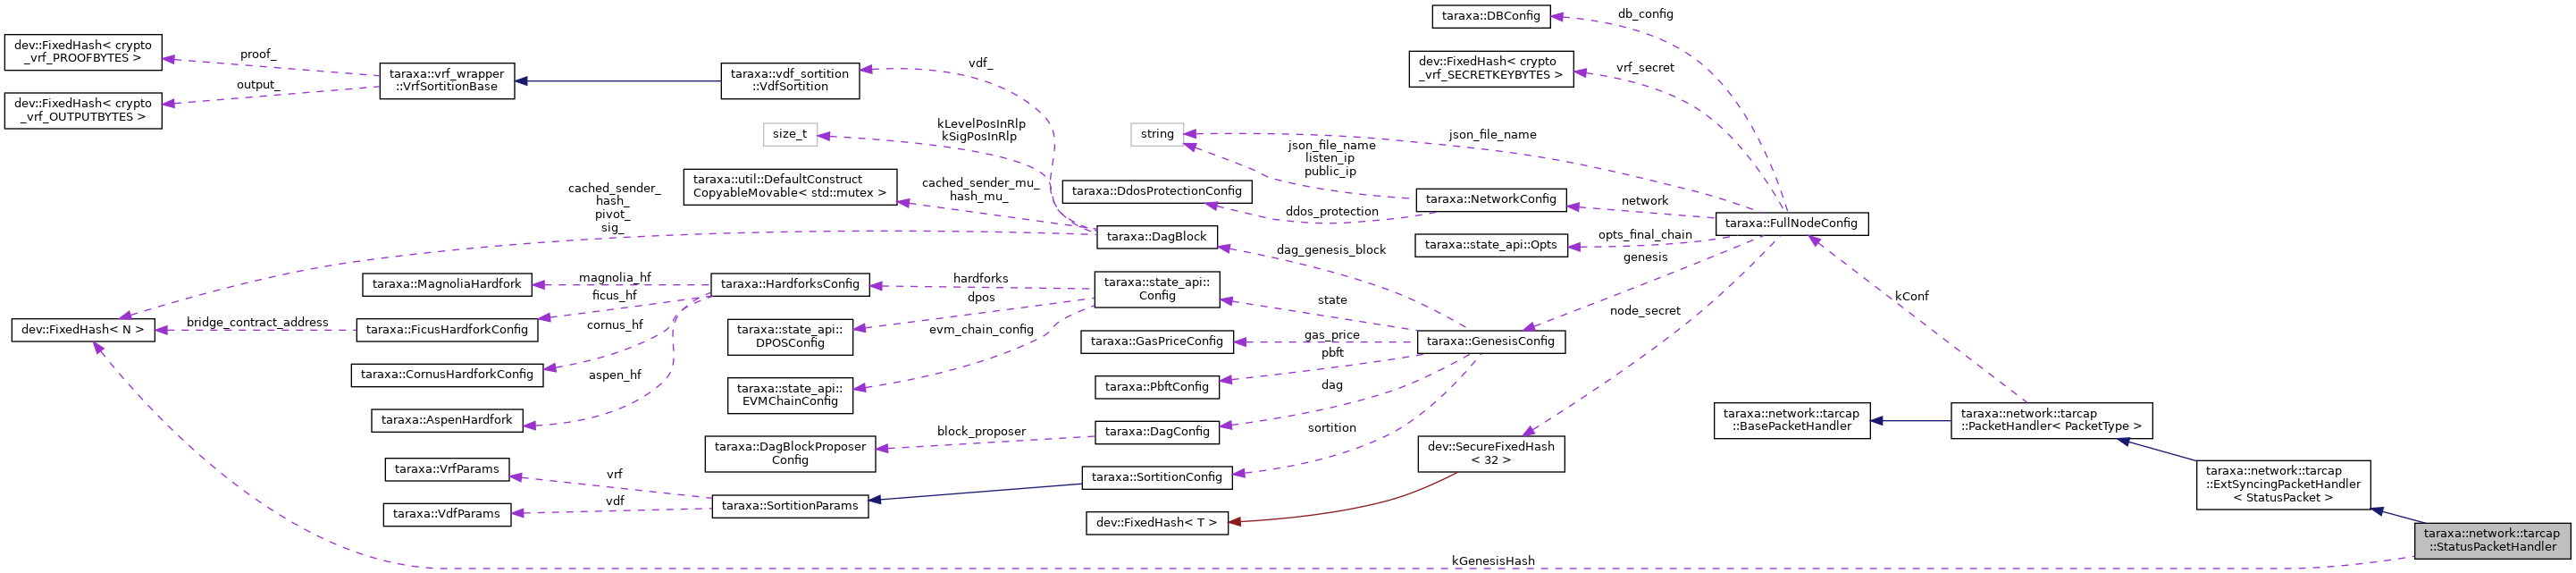 taraxa::DBConfig
db_config
dev::FixedHash< crypto
_vrf_PROOFBYTES >
proof_
taraxa::vrf_wrapper
::VrfSortitionBase
output_
dev::FixedHash< crypto
_vrf_OUTPUTBYTES >
taraxa::vdf_sortition
::VdfSortition
vdf_
dev::FixedHash< crypto
_vrf_SECRETKEYBYTES >
vrf_secret
size_t
kLevelPosInRlp
kSigPosInRlp
string
json_file_name
json_file_name
listen_ip
public_ip
taraxa::util::DefaultConstruct
CopyableMovable< std::mutex >
cached_sender_mu_
hash_mu_
taraxa::DdosProtectionConfig
ddos_protection
taraxa::NetworkConfig
network
taraxa::FullNodeConfig
cached_sender_
hash_
pivot_
sig_
taraxa::DagBlock
dag_genesis_block
taraxa::state_api::Opts
opts_final_chain
genesis
taraxa::MagnoliaHardfork
magnolia_hf
taraxa::HardforksConfig
hardforks
taraxa::state_api::
Config
state
kConf
ficus_hf
dpos
node_secret
dev::FixedHash< N >
bridge_contract_address
taraxa::FicusHardforkConfig
cornus_hf
taraxa::state_api::
DPOSConfig
evm_chain_config
taraxa::GasPriceConfig
gas_price
taraxa::GenesisConfig
pbft
taraxa::CornusHardforkConfig
aspen_hf
taraxa::state_api::
EVMChainConfig
taraxa::PbftConfig
dag
taraxa::AspenHardfork
taraxa::DagBlockProposer
Config
block_proposer
taraxa::DagConfig
sortition
taraxa::network::tarcap
::BasePacketHandler
taraxa::network::tarcap
::PacketHandler< PacketType >
dev::SecureFixedHash
< 32 >
taraxa::VrfParams
vrf
taraxa::SortitionConfig
taraxa::network::tarcap
::ExtSyncingPacketHandler
< StatusPacket >
taraxa::VdfParams
vdf
taraxa::SortitionParams
dev::FixedHash< T >
taraxa::network::tarcap
::StatusPacketHandler
kGenesisHash